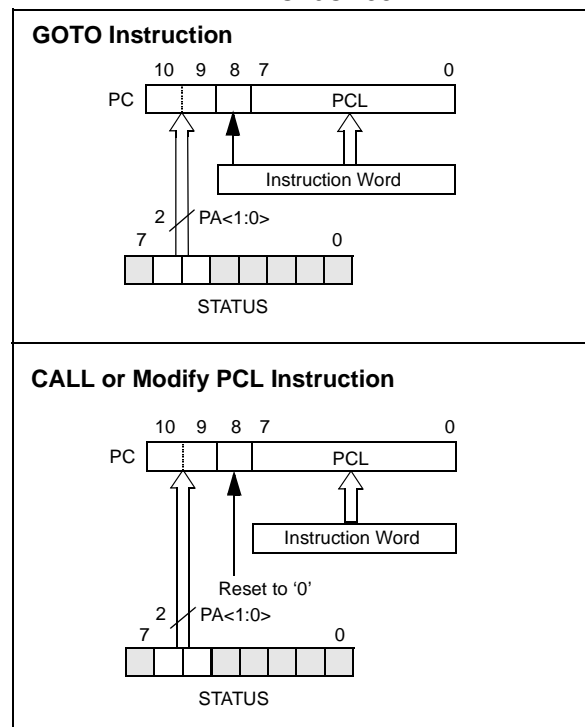 GOTO Instruction
10 9 8 7 0
PC PCL
Instruction Word
2 PA<1:0>
7 0
STATUS
CALL or Modify PCL Instruction
10 9 8 7 0
PC PCL
Instruction Word
Reset to ‘0’
2 PA<1:0>
7 0
STATUS